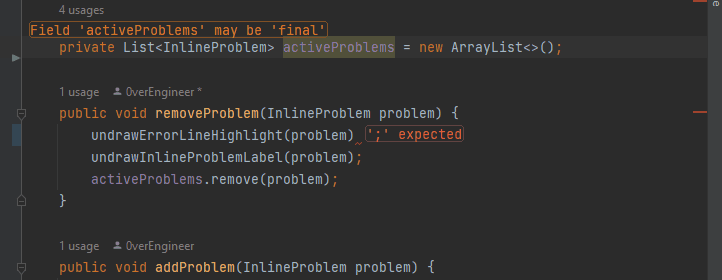 4 usages
Field 'activeProblems' may be 'final'
private List<InlineProblem> activeProblems = new ArrayList<>();
1 usage 0verEngineer *
public void removeProblem(InlineProblem problem) {
undrawErrorLineHighlight(problem) ';' expected
undrawInlineProblemLabel(problem);
activeProblems.remove(problem);
}
1 usage 0verEngineer
public void addProblem(InlineProblem problem) {